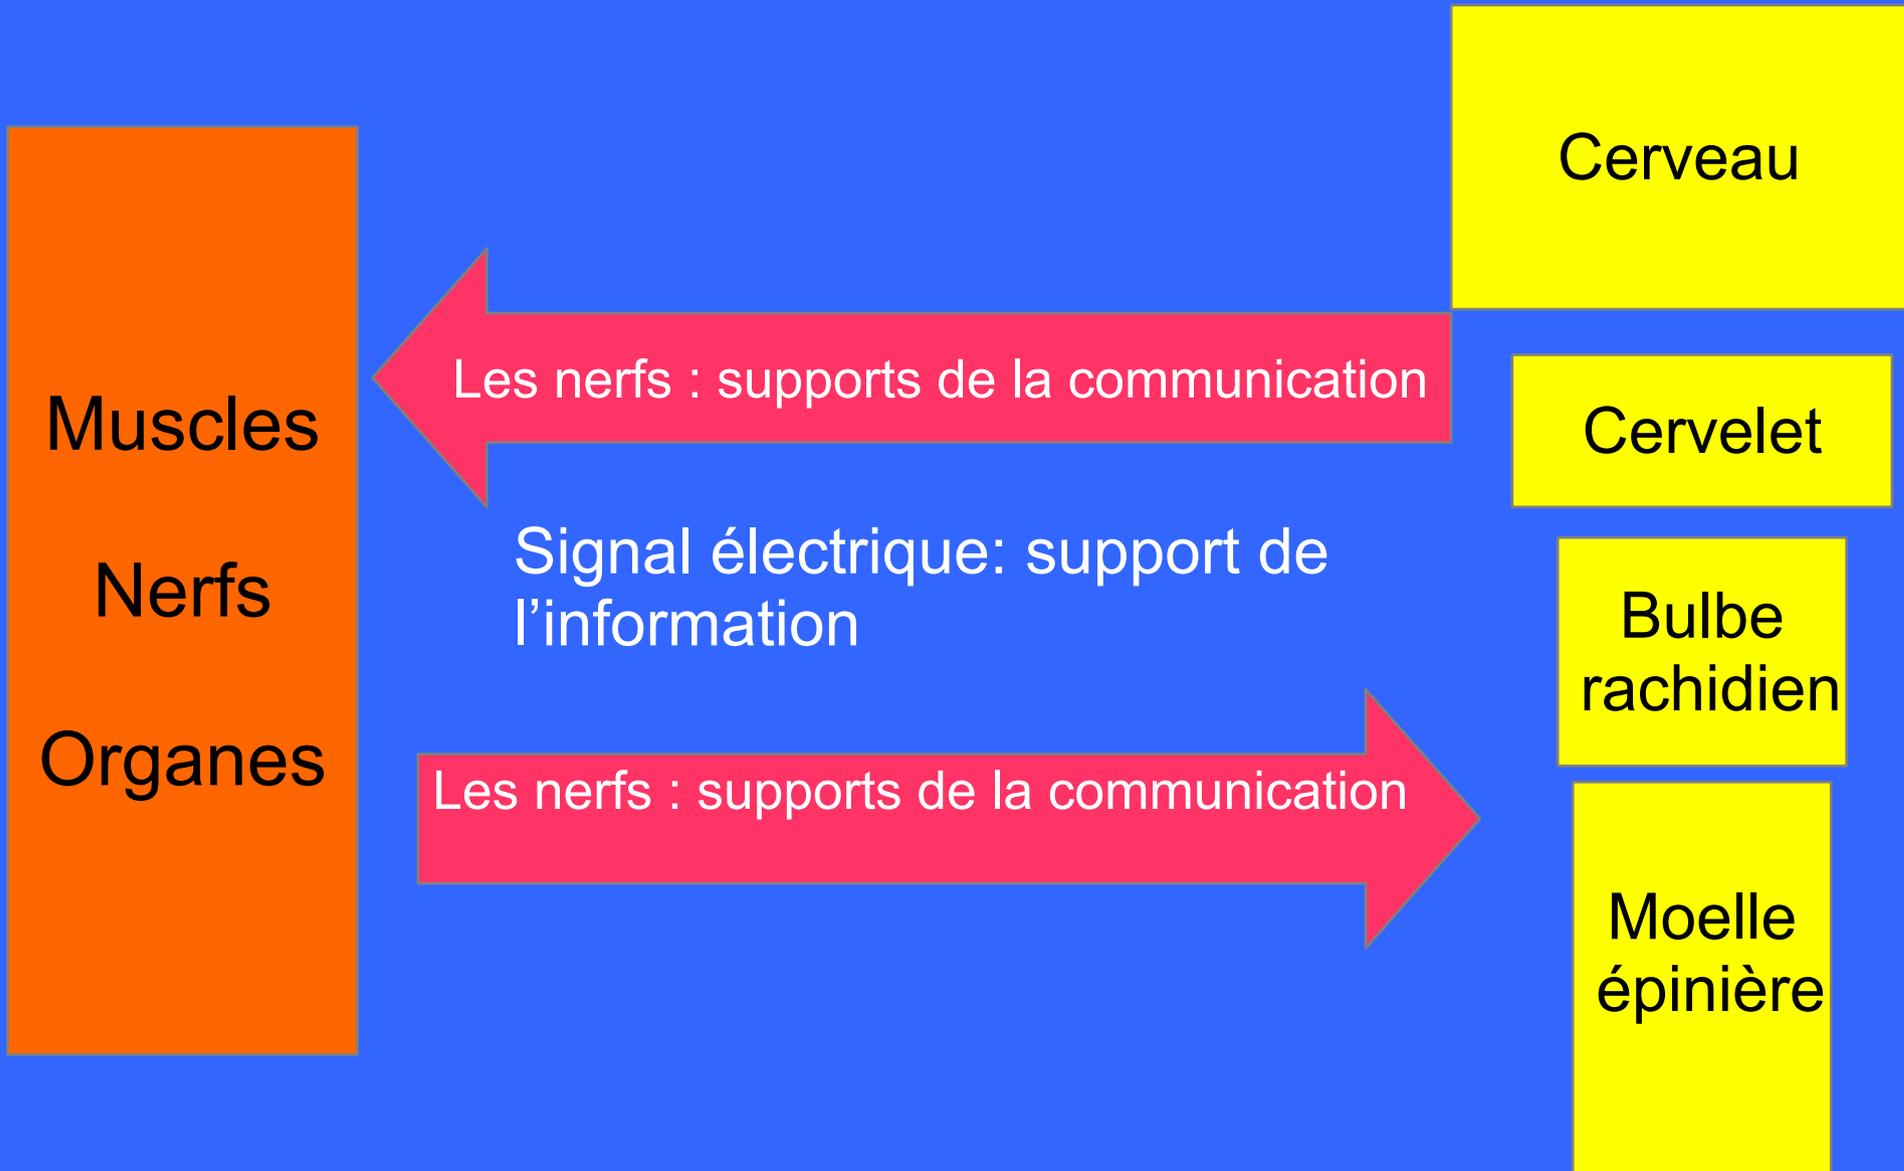 Cerveau
Les nerfs : supports de la communication
Cervelet
Muscles
Nerfs
Organes
Signal électrique: support de
l’information
Bulbe
rachidien
Les nerfs : supports de la communication
Moelle
épinière